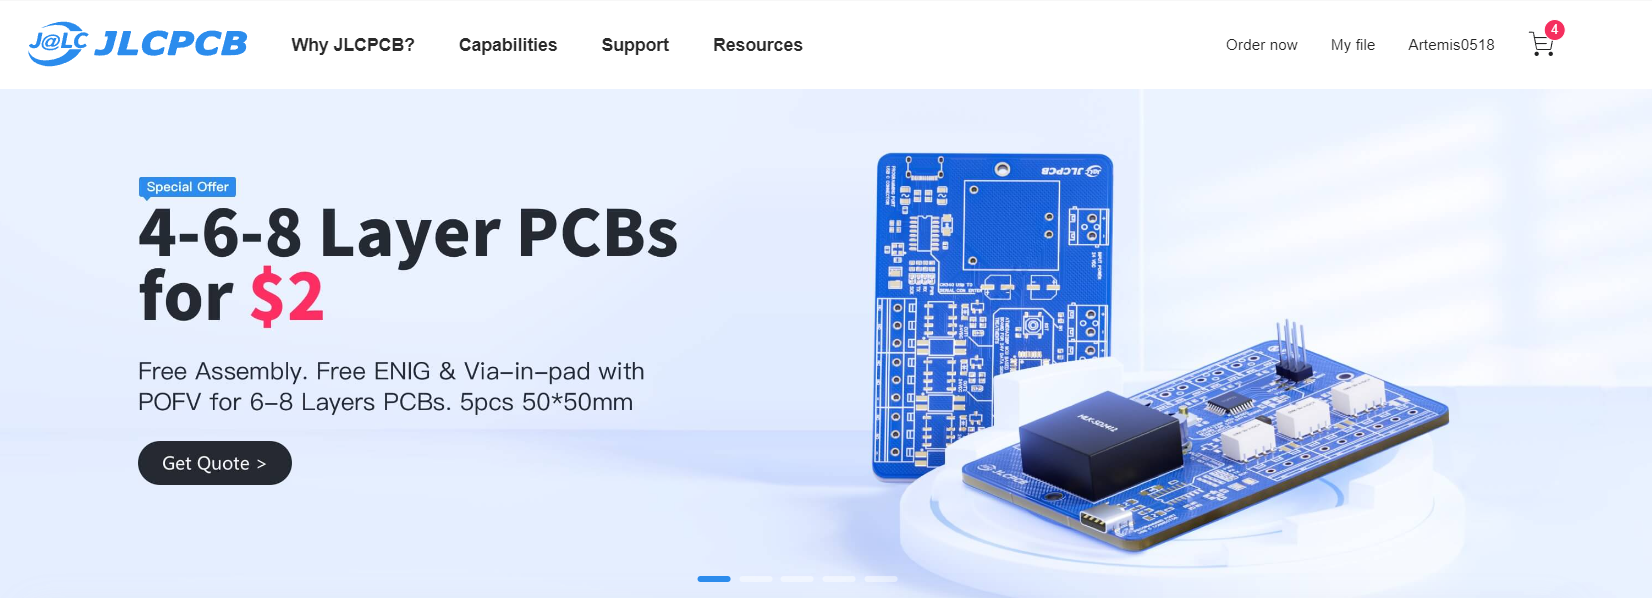 J@LC JLCPCB
Why JLCPCB?
Capabilities
Support
Resources
Order now
My file
Artemis0518
4
Special Offer
4-6-8 Layer PCBs
for $2
Free Assembly. Free ENIG & Via-in-pad with
POFV for 6-8 Layers PCBs. 5pcs 50*50mm
Get Quote >
JLCPCB
JLCPCB